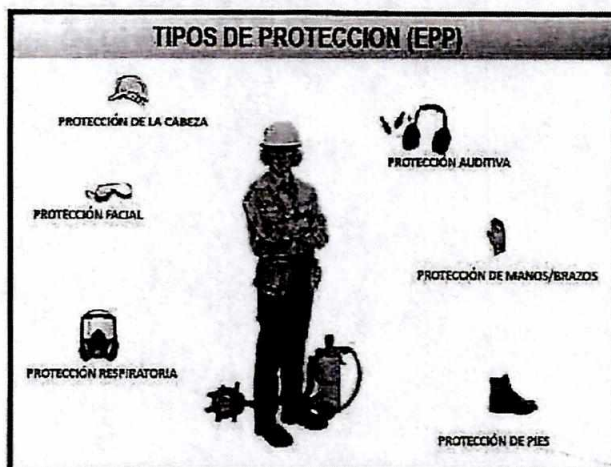 TIPOS DE PROTECCION (EPP)
PROTECCIÓN DE LA CABEZA
PROTECCIÓN AUDITIVA
PROTECCIÓN FACIAL
PROTECCIÓN DE MANOS/BRAZOS
PROTECCIÓN RESPIRATORIA
PROTECCIÓN DE PIES